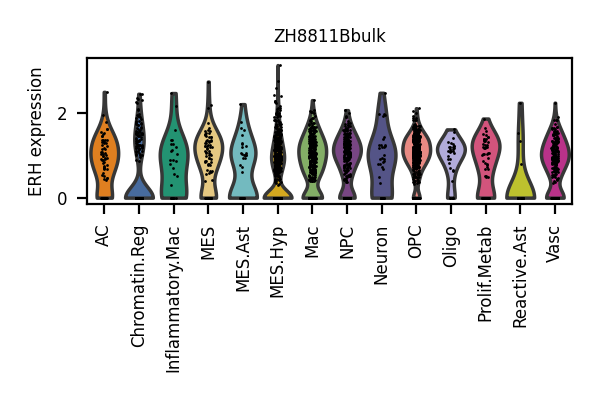 ZH8811Bbulk
ERH expression
2
0
AC
Chromatin.Reg
Inflammatory.Mac
MES
MES.Ast
MES.Hyp
Mac
NPC
Neuron
OPC
Oligo
Prolif.Metab
Reactive.Ast
Vasc